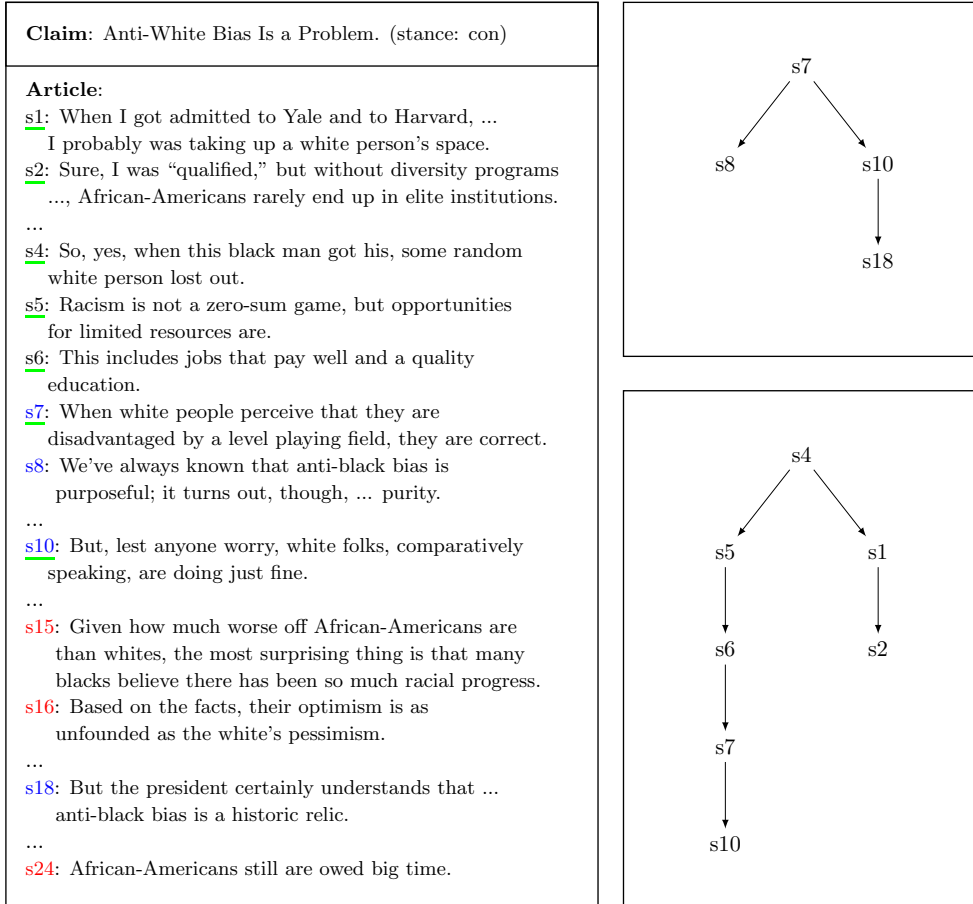 Claim: Anti-White Bias Is a Problem. (stance: con)
Article:
s1: When I got admitted to Yale and to Harvard, ...
I probably was taking up a white person's space.
s2: Sure, I was “qualified,” but without diversity programs
..., African-Americans rarely end up in elite institutions.
...
s4: So, yes, when this black man got his, some random
white person lost out.
s5: Racism is not a zero-sum game, but opportunities
for limited resources are.
s6: This includes jobs that pay well and a quality
education.
s7: When white people perceive that they are
disadvantaged by a level playing field, they are correct.
s8: We've always known that anti-black bias is
purposeful; it turns out, though, ... purity.
...
s10: But, lest anyone worry, white folks, comparatively
speaking, are doing just fine.
...
s15: Given how much worse off African-Americans are
than whites, the most surprising thing is that many
blacks believe there has been so much racial progress.
s16: Based on the facts, their optimism is as
unfounded as the white's pessimism.
...
s18: But the president certainly understands that ...
anti-black bias is a historic relic.
...
s24: African-Americans still are owed big time.
s7
s8 s10
s18
s4
s5 s1
s6 s2
s7
s10